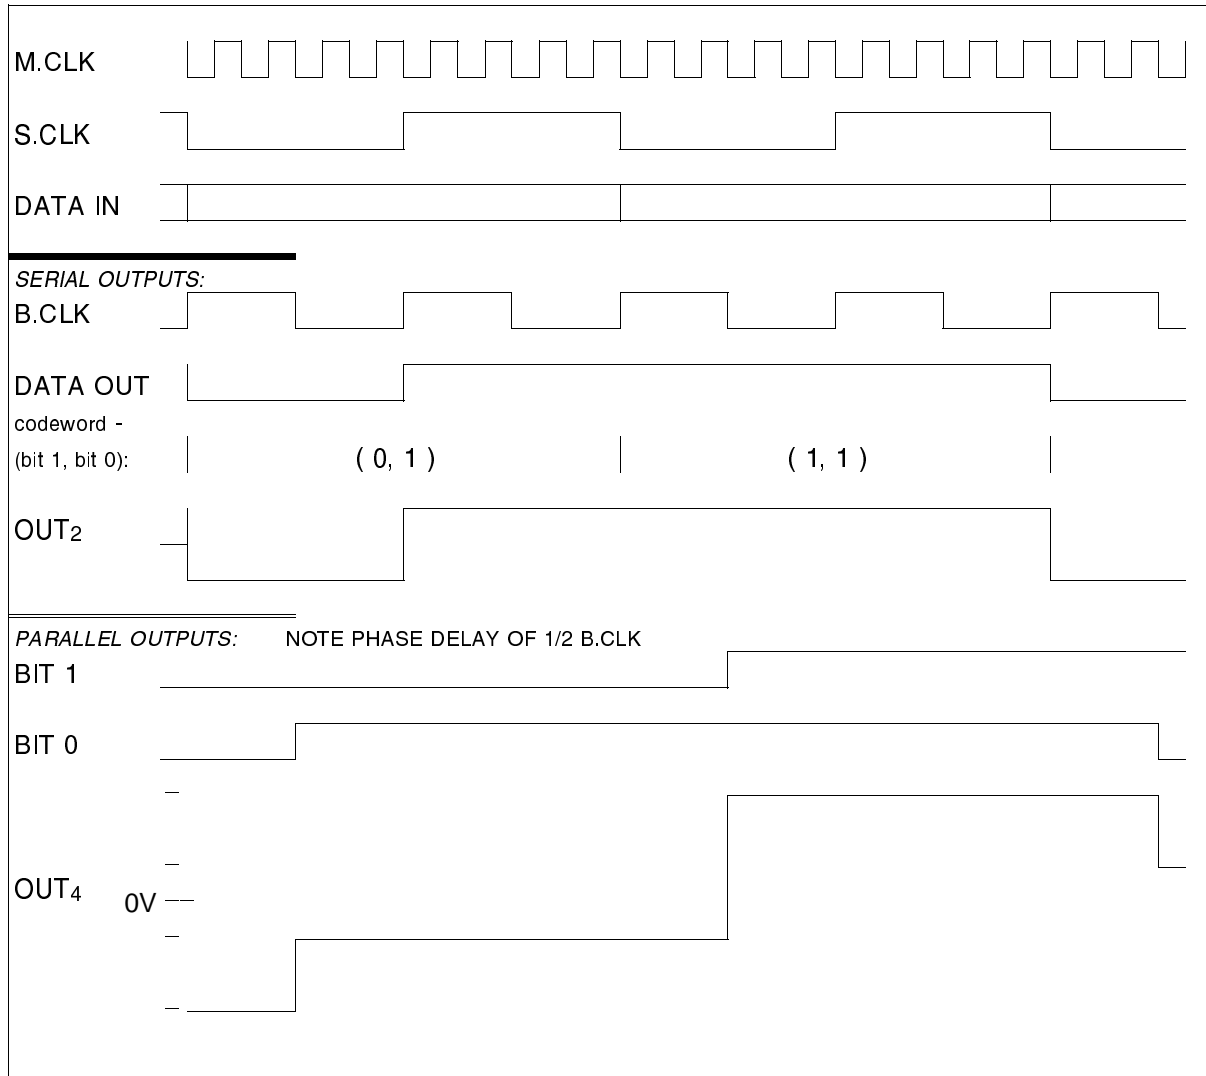 M.CLK
S.CLK
DATA IN
SERIAL OUTPUTS:
B.CLK
DATA OUT
codeword -
(bit 1, bit 0): ( 0, 1 ) ( 1, 1 )
OUT2
PARALLEL OUTPUTS: NOTE PHASE DELAY OF 1/2 B.CLK
BIT 1
BIT 0
OUT4 0V